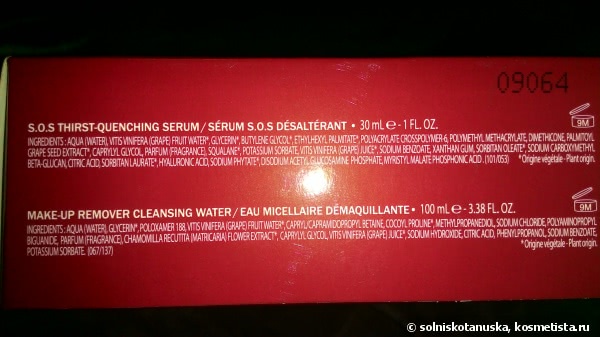 09064
S.O.S THIRST-QUENCHING SERUM / SÉRUM S.O.S DÉSALTÉRANT • 30 mL e - 1 FL. OZ.
9M
INGREDIENTS : AQUA (WATER), VITIS VINIFERA (GRAPE) FRUIT WATER*, GLYCERIN*, BUTYLENE GLYCOL*, ETHYLHEXYL PALMITATE*, POLYACRYLATE CROSSPOLYMER-6, POLYMETHYL METHACRYLATE, DIMETHICONE, PALMITOYL
GRAPE SEED EXTRACT*, CAPRYLYL GLYCOL, PARFUM (FRAGRANCE), SQUALANE*, POTASSIUM SORBATE, VITIS VINIFERA (GRAPE) JUICE*, SODIUM BENZOATE, XANTHAN GUM, SORBITAN OLEATE*, SODIUM CARBOXYMETHYL
BETA-GLUCAN, CITRIC ACID, SORBITAN LAURATE*, HYALURONIC ACID, SODIUM PHYTATE*, DISODIUM ACETYL GLUCOSAMINE PHOSPHATE, MYRISTYL MALATE PHOSPHONIC ACID. (101/053) *Origine végétale - Plant origin.
MAKE-UP REMOVER CLEANSING WATER / EAU MICELLAIRE DÉMAQUILLANTE • 100 mL e - 3.38 FL. OZ.
9M
INGREDIENTS : AQUA (WATER), GLYCERIN*, POLOXAMER 188, VITIS VINIFERA (GRAPE) FRUIT WATER*, CAPRYL/CAPRAMIDOPROPYL BETAINE, COCOYL PROLINE*, METHYLPROPANEDIOL, SODIUM CHLORIDE, POLYAMINOPROPYL
BIGUANIDE, PARFUM (FRAGRANCE), CHAMOMILLA RECUTITA (MATRICARIA) FLOWER EXTRACT*, CAPRYLYL GLYCOL, VITIS VINIFERA (GRAPE) JUICE*, SODIUM HYDROXIDE, CITRIC ACID, PHENYLPROPANOL, SODIUM BENZOATE,
POTASSIUM SORBATE. (067/137) *Origine végétale - Plant origin.
© solniskotanuska, kosmetista.ru